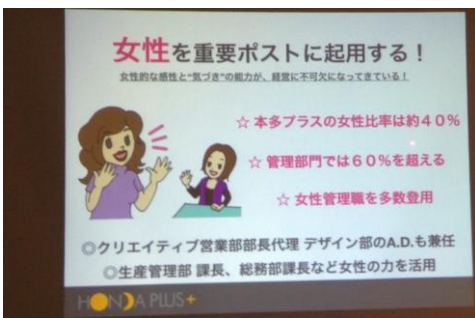 女性を重要ポストに起用する！
女性的な感性と“気づき”の能力が、経営に不可欠になってきている！
☆ 本多プラスの女性比率は約４０％
☆ 管理部門では６０％を超える
☆ 女性管理職を多数登用
◎クリエイティブ営業部部長代理 デザイン部のA.D.も兼任
◎生産管理部 課長、総務部課長など女性の力を活用
HONDA PLUS+